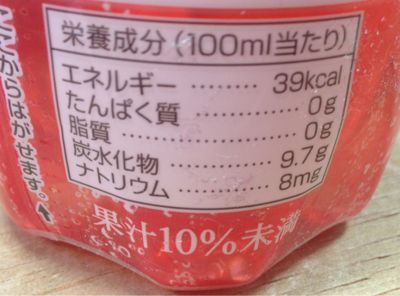 栄養成分(100ml当たり)
エネルギー ……… 39kcal
たんぱく質 ………… 0g
脂質 ………………… 0g
炭水化物 ………… 9.7g
ナトリウム ………… 8mg
果汁10%未満
ここからはがせます。